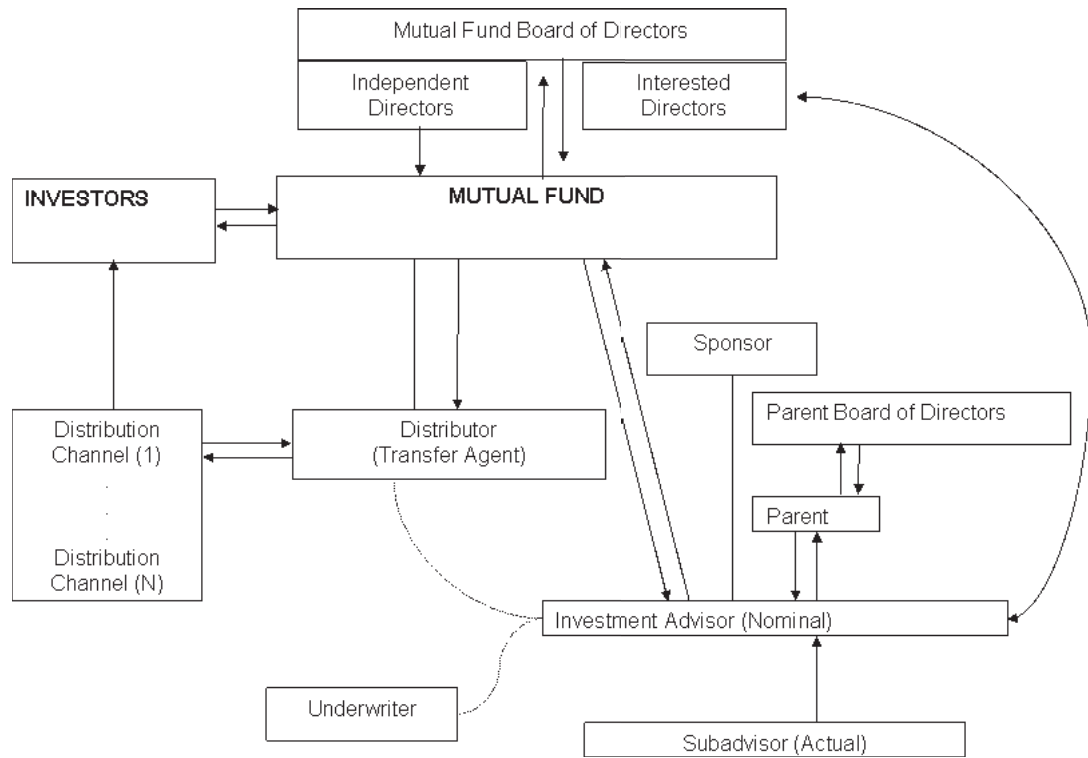 Mutual Fund Board of Directors
Independent
Directors
Interested
Directors
INVESTORS
MUTUAL FUND
Sponsor
Parent Board of Directors
Distribution
Channel (1)
.
.
.
Distribution
Channel (N)
Distributor
(Transfer Agent)
Parent
Investment Advisor (Nominal)
Underwriter
Subadvisor (Actual)